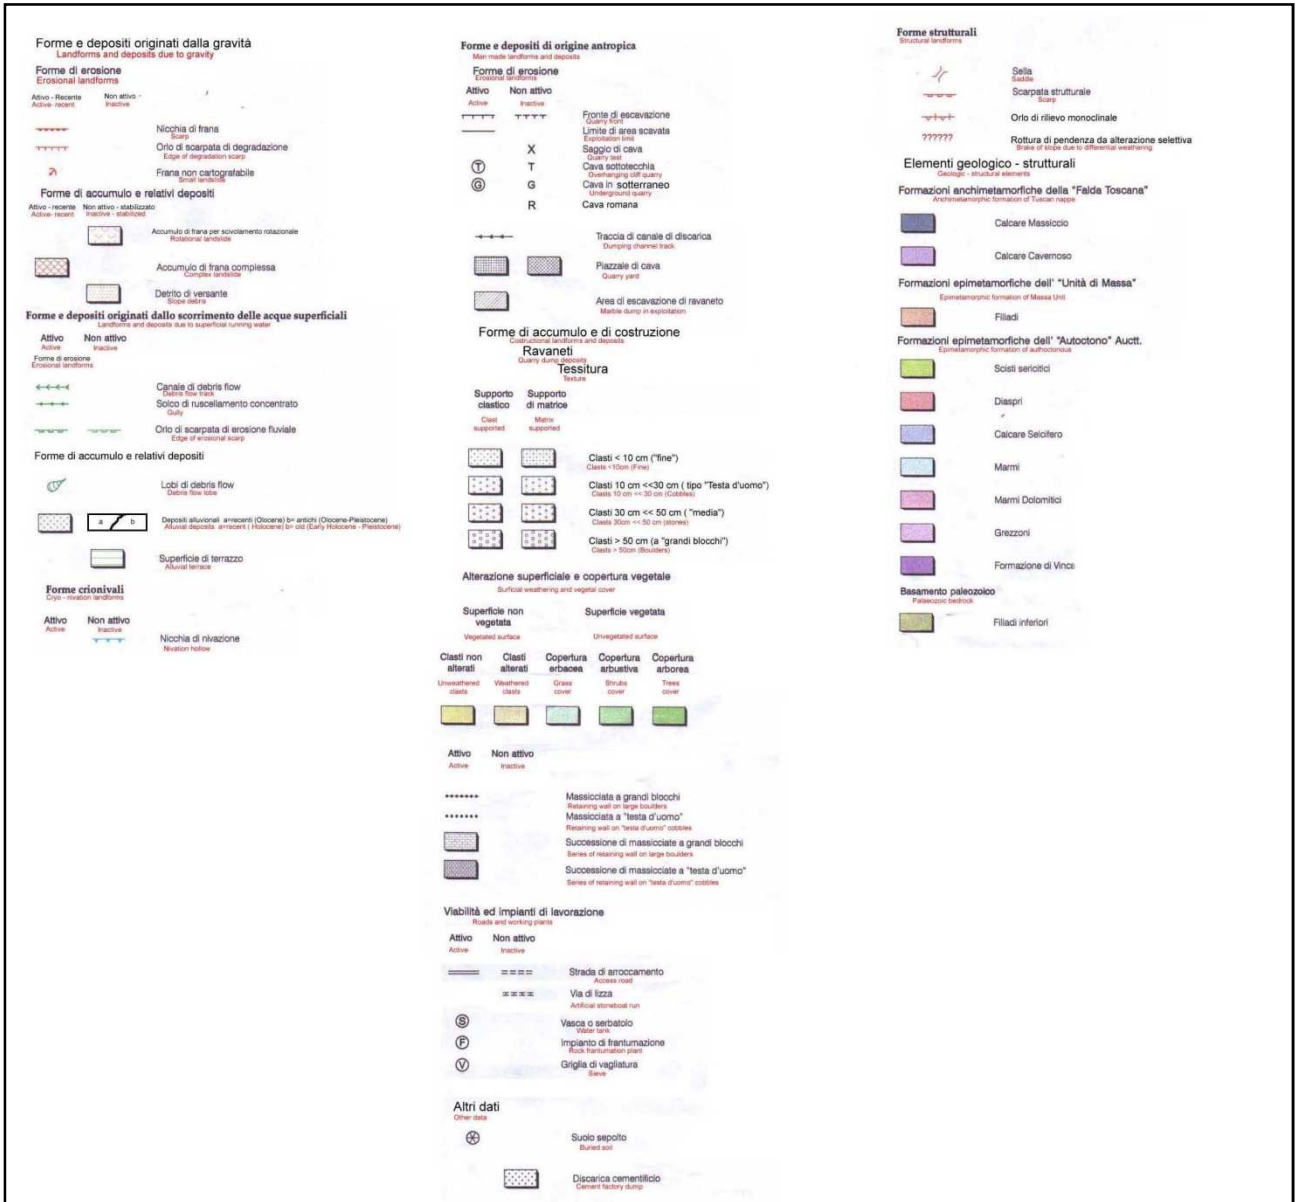 Forme e depositi originati dalla gravità
Landforms and deposits due to gravity
Forme di erosione
Erosional landforms
Attivo - Recente Non attivo -
Active- recent Inactive
Nicchia di frana
Scarp
Orlo di scarpata di degradazione
Edge of degradation scarp
Frana non cartografabile
Small landslide
Forme di accumulo e relativi depositi
Attivo - recente Non attivo - stabilizzato
Active- recent Inactive - stabilized
Accumulo di frana per scivolamento rotazionale
Rotational landslide
Accumulo di frana complessa
Complex landslide
Detrito di versante
Slope debris
Forme e depositi originati dallo scorrimento delle acque superficiali
Landforms and deposits due to superficial running water
Attivo Non attivo
Active Inactive
Forme di erosione
Erosional landforms
Canale di debris flow
Debris flow track
Solco di ruscellamento concentrato
Gully
Orlo di scarpata di erosione fluviale
Edge of erosional scarp
Forme di accumulo e relativi depositi
Lobi di debris flow
Debris flow lobe
a b
Depositi alluvionali a=recenti (Olocene) b= antichi (Olocene-Pleistocene)
Alluvial deposits a=recent ( Holocene) b= old (Early Holocene - Pleistocene)
Superficie di terrazzo
Alluvial terrace
Forme crionivali
Cryo - nivation landforms
Attivo Non attivo
Active Inactive
Nicchia di nivazione
Nivation hollow
Forme e depositi di origine antropica
Man made landforms and deposits
Forme di erosione
Erosional landforms
Attivo Non attivo
Active Inactive
Fronte di escavazione
Quarry front
Limite di area scavata
Exploitation limit
X Saggio di cava
Quarry test
T T Cava sottotecchia
Overhanging cliff quarry
G G Cava in sotterraneo
Underground quarry
R Cava romana
Traccia di canale di discarica
Dumping channel track
Piazzale di cava
Quarry yard
Area di escavazione di ravaneto
Marble dump in exploitation
Forme di accumulo e di costruzione
Costructional landforms and deposits
Ravaneti
Quarry dump deposits
Tessitura
Texture
Supporto clastico Supporto di matrice
Clast supported Matrix supported
Clasti < 10 cm ("fine")
Clasts <10cm (Fine)
Clasti 10 cm <<30 cm ( tipo "Testa d'uomo")
Clasts 10 cm << 30 cm (Cobbles)
Clasti 30 cm << 50 cm ( "media")
Clasts 30cm << 50 cm (stones)
Clasti > 50 cm (a "grandi blocchi")
Clasts > 50cm (Boulders)
Alterazione superficiale e copertura vegetale
Surficial weathering and vegetal cover
Superficie non vegetata Superficie vegetata
Vegetated surface Unvegetated surface
Clasti non alterati Clasti alterati Copertura erbacea Copertura arbustiva Copertura arborea
Unweathered clasts Weathered clasts Grass cover Shrubs cover Trees cover
Attivo Non attivo
Active Inactive
Massicciata a grandi blocchi
Retaining wall on large boulders
Massicciata a "testa d'uomo"
Retaining wall on "testa d'uomo" cobbles
Successione di massicciate a grandi blocchi
Series of retaining wall on large boulders
Successione di massicciate a "testa d'uomo"
Series of retaining wall on "testa d'uomo" cobbles
Viabilità ed impianti di lavorazione
Roads and working plants
Attivo Non attivo
Active Inactive
Strada di arroccamento
Access road
Via di lizza
Artificial stoneboat run
S Vasca o serbatoio
Water tank
F Impianto di frantumazione
Rock frantumation plant
V Griglia di vagliatura
Sieve
Altri dati
Other data
Suolo sepolto
Buried soil
Discarica cementificio
Cement factory dump
Forme strutturali
Structural landforms
Sella
Saddle
Scarpata strutturale
Scarp
Orlo di rilievo monoclinale
?????? Rottura di pendenza da alterazione selettiva
Brake of slope due to differential weathering
Elementi geologico - strutturali
Geologic - structural elements
Formazioni anchimetamorfiche della "Falda Toscana"
Anchimetamorphic formation of Tuscan nappe
Calcare Massiccio
Calcare Cavernoso
Formazioni epimetamorfiche dell' "Unità di Massa"
Epimetamorphic formation of Massa Unit
Filladi
Formazioni epimetamorfiche dell' "Autoctono" Auctt.
Epimetamorphic formation of authoctonous
Scisti sericitici
Diaspri
Calcare Selcifero
Marmi
Marmi Dolomitici
Grezzoni
Formazione di Vinca
Basamento paleozoico
Palaeozoic bedrock
Filladi inferiori